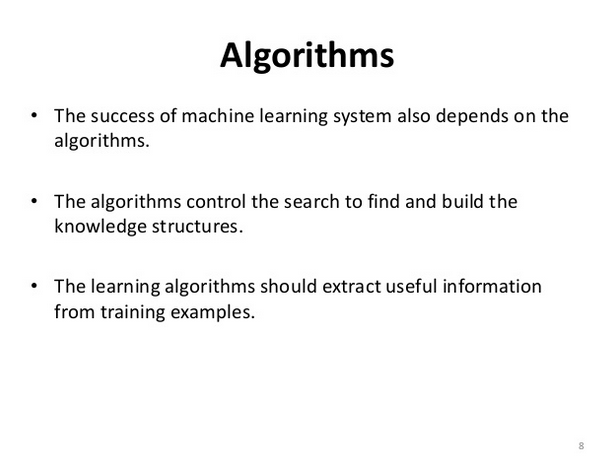 Algorithms
• The success of machine learning system also depends on the
algorithms.
• The algorithms control the search to find and build the
knowledge structures.
• The learning algorithms should extract useful information
from training examples.
8